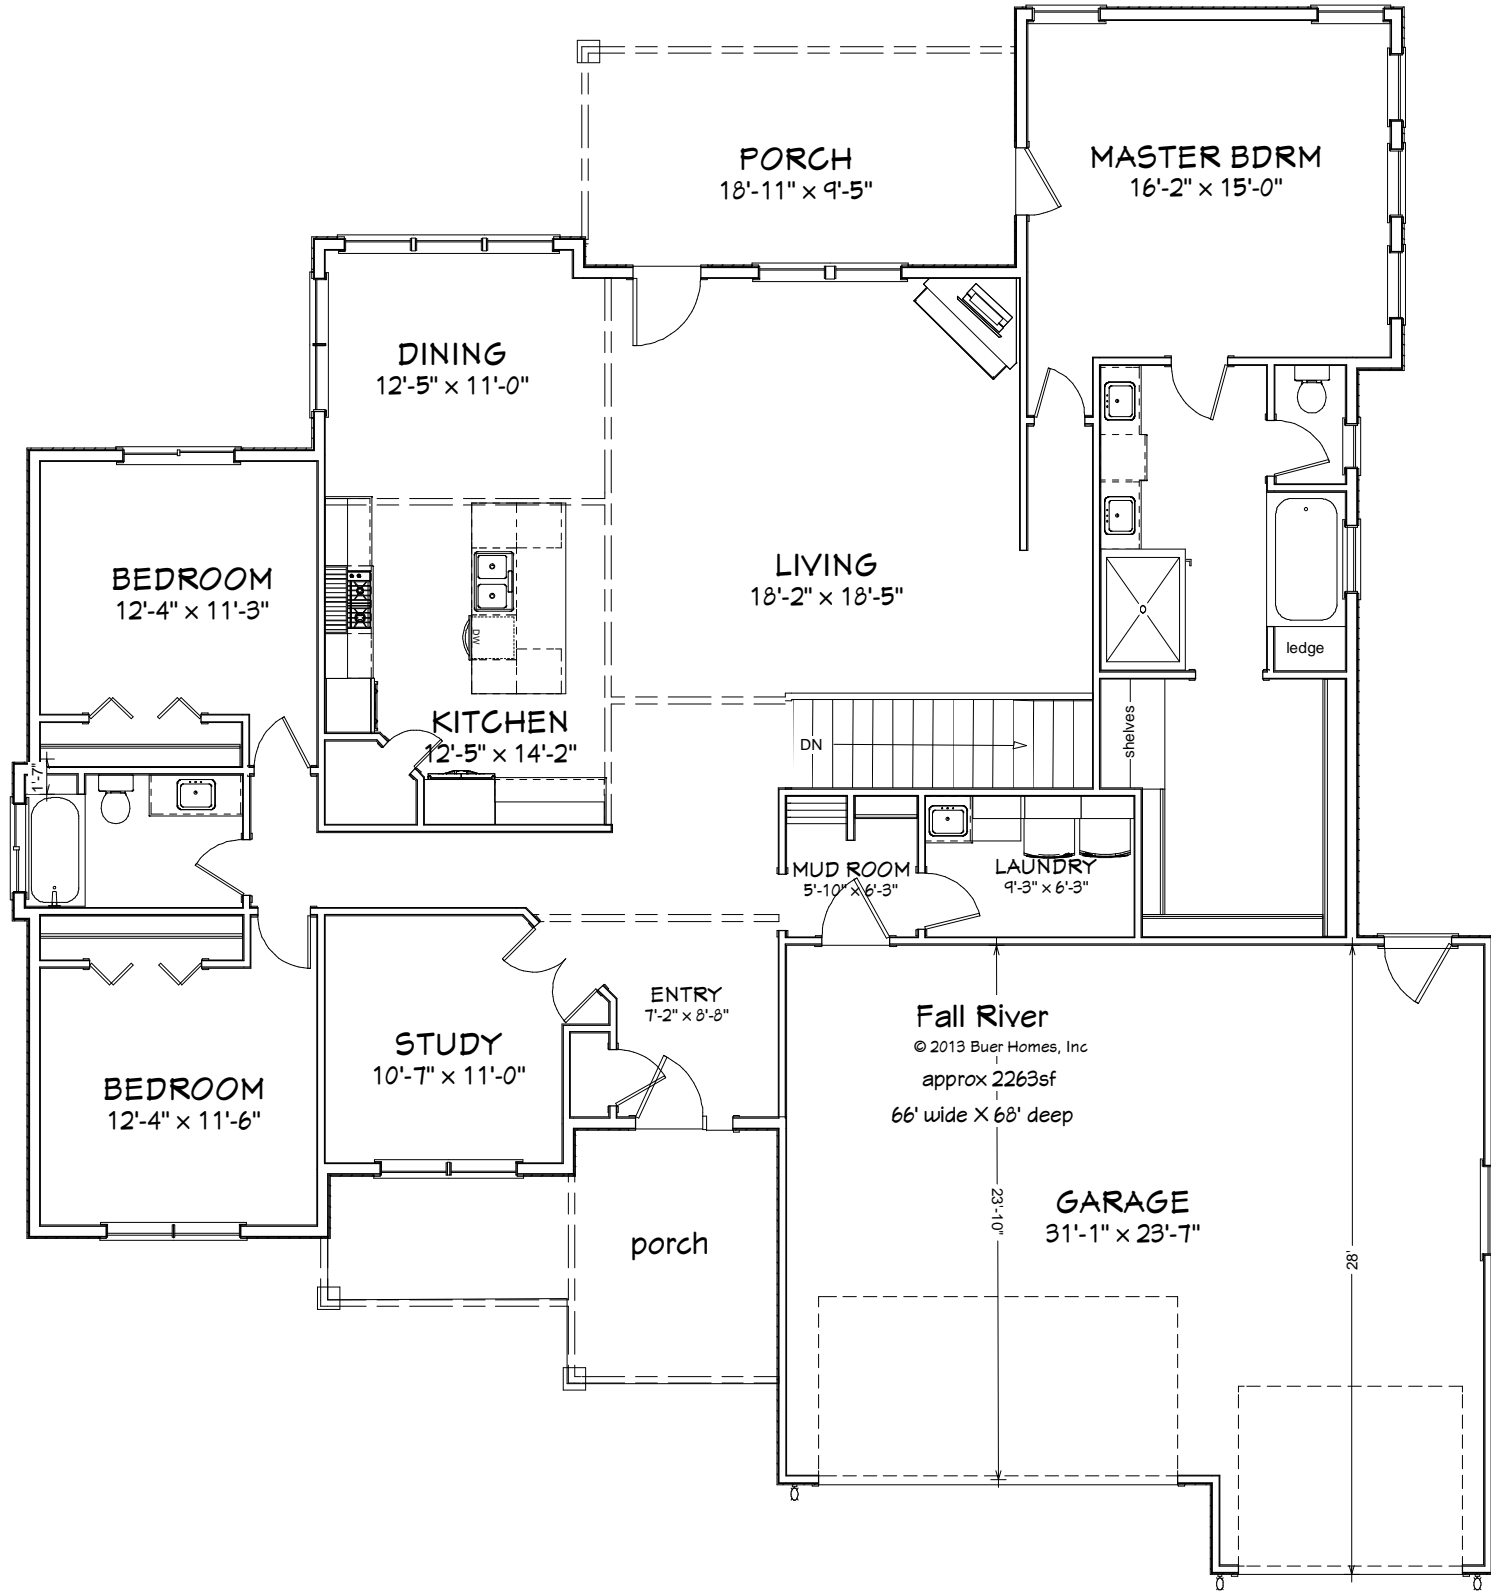 PORCH
18'-11" x 9'-5"
MASTER BDRM
16'-2" x 15'-0"
DINING
12'-5" x 11'-0"
BEDROOM
12'-4" x 11'-3"
LIVING
18'-2" x 18'-5"
DW
ledge
KITCHEN
12'-5" x 14'-2"
DN
shelves
1'-7"
MUD ROOM
5'-10" x 6'-3"
LAUNDRY
9'-3" x 6'-3"
ENTRY
7'-2" x 8'-8"
STUDY
10'-7" x 11'-0"
BEDROOM
12'-4" x 11'-6"
Fall River
© 2013 Buer Homes, Inc
approx 2263sf
66' wide X 68' deep
23'-10"
GARAGE
31'-1" x 23'-7"
28'
porch